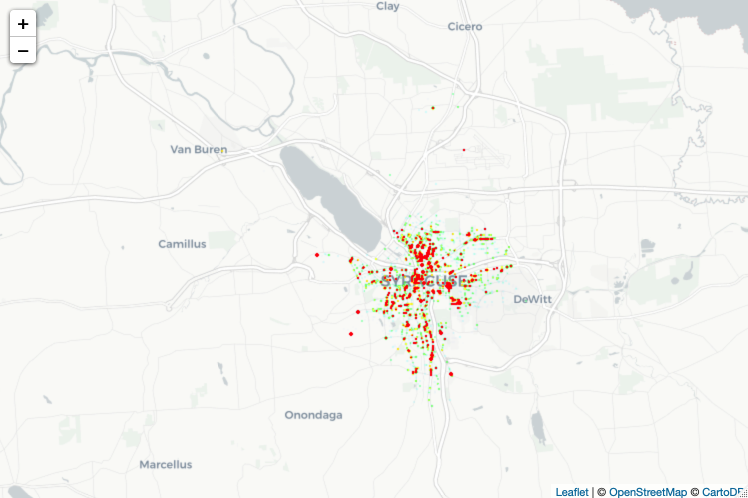 +
−
Clay
Cicero
Van Buren
Camillus
SYRACUSE
DeWitt
Onondaga
Marcellus
Leaflet | © OpenStreetMap © CartoDB